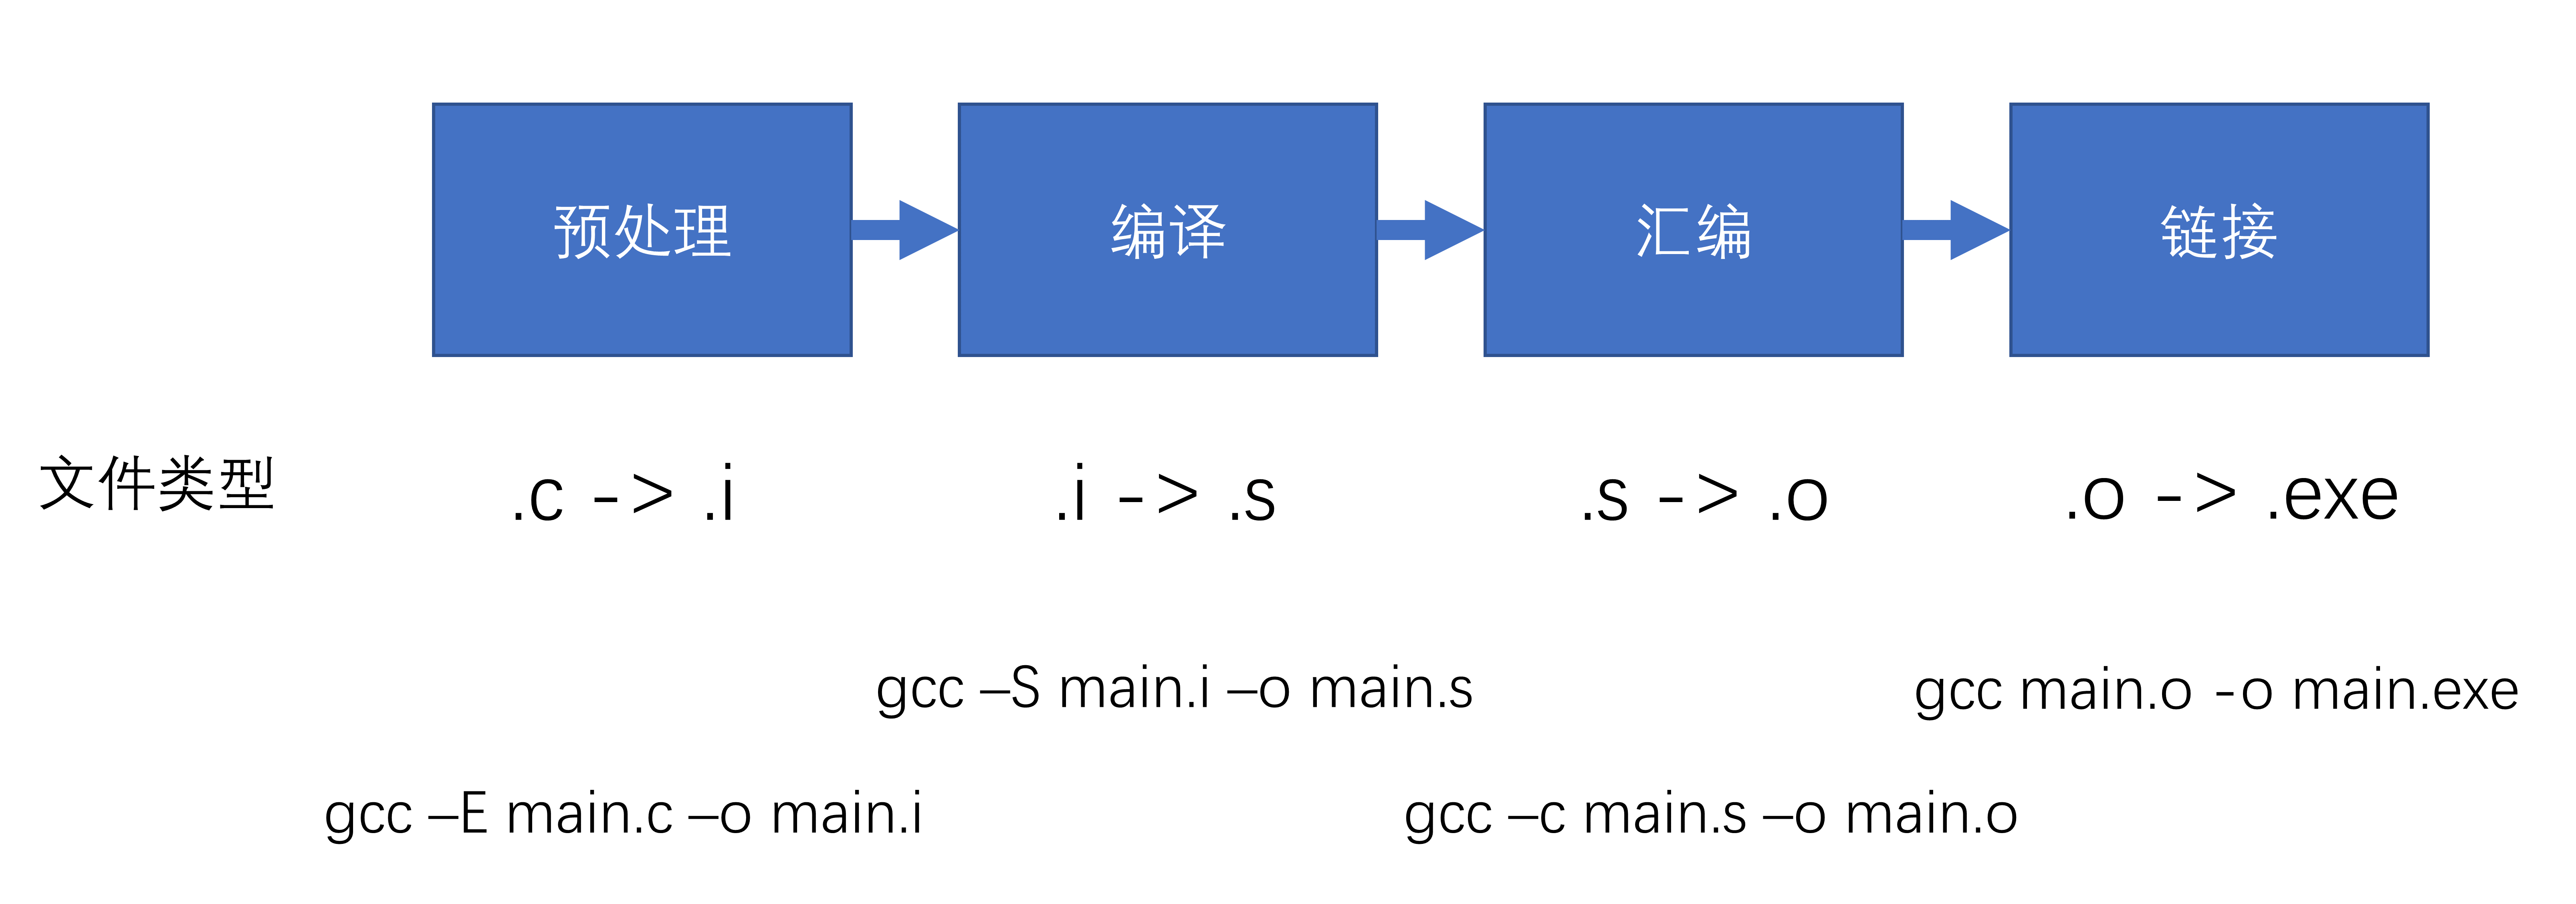 预处理
编译
汇编
链接
文件类型
.c -> .i
.i -> .s
.s -> .o
.o -> .exe
gcc –S main.i –o main.s
gcc main.o -o main.exe
gcc –E main.c –o main.i
gcc –c main.s –o main.o